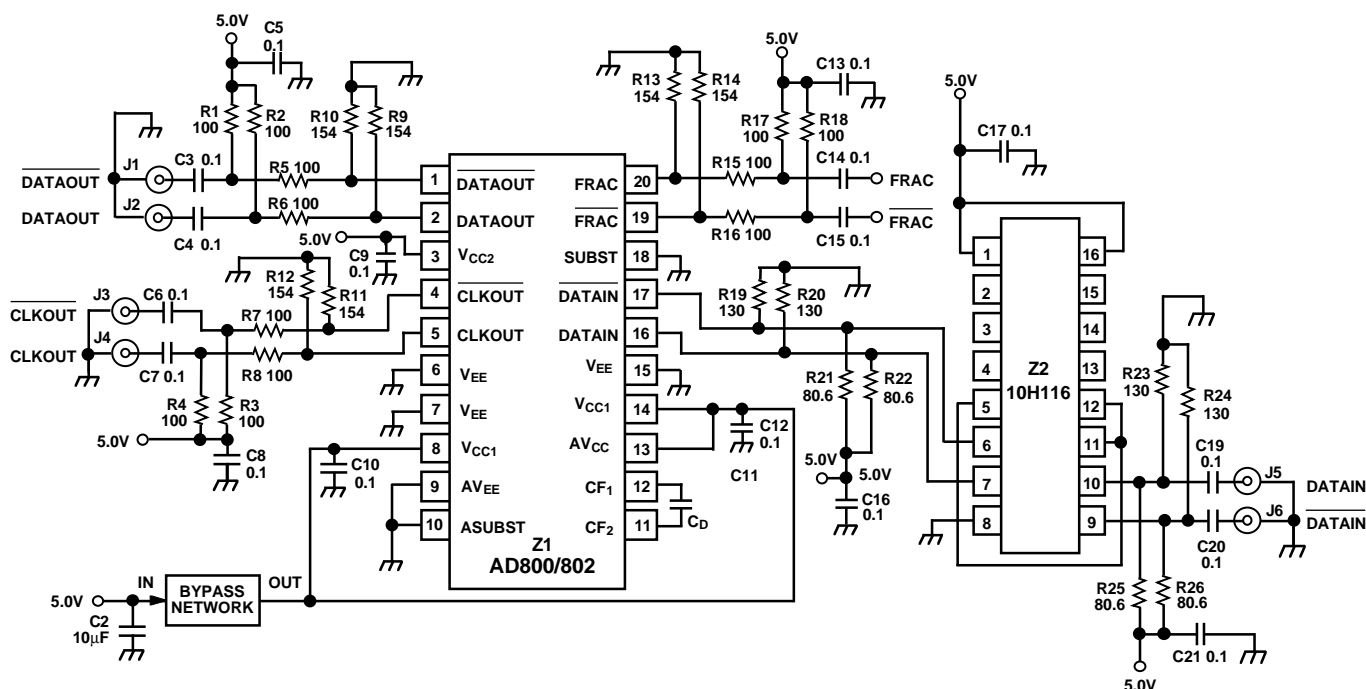 5.0V
C5
0.1
R1
100
R2
100
R10
154
R9
154
DATAOUT
J1
C3 0.1
R5 100
DATAOUT
J2
C4 0.1
R6 100
5.0V
C9
0.1
R12
154
R11
154
CLKOUT
J3
C6 0.1
R7 100
CLKOUT
J4
C7 0.1
R8 100
R4
100
R3
100
5.0V
C8
0.1
C10
0.1
5.0V
IN
BYPASS
NETWORK
OUT
C2
10μF
1 DATAOUT
2 DATAOUT
3 VCC2
4 CLKOUT
5 CLKOUT
6 VEE
7 VEE
8 VCC1
9 AVEE
10 ASUBST
FRAC 20
FRAC 19
SUBST 18
DATAIN 17
DATAIN 16
VEE 15
VCC1 14
AVCC 13
CF1 12
CF2 11
Z1
AD800/802
R13
154
R14
154
5.0V
C13 0.1
R17
100
R18
100
R15 100
C14 0.1
FRAC
R16 100
C15 0.1
FRAC
R19
130
R20
130
R21
80.6
R22
80.6
C12
0.1
C11
CD
5.0V
5.0V
C16
0.1
5.0V
C17 0.1
1
2
3
4
5
6
7
8
16
15
14
13
12
11
10
9
Z2
10H116
R23
130
R24
130
C19
0.1
J5
DATAIN
J6
DATAIN
C20
0.1
R25
80.6
R26
80.6
C21 0.1
5.0V